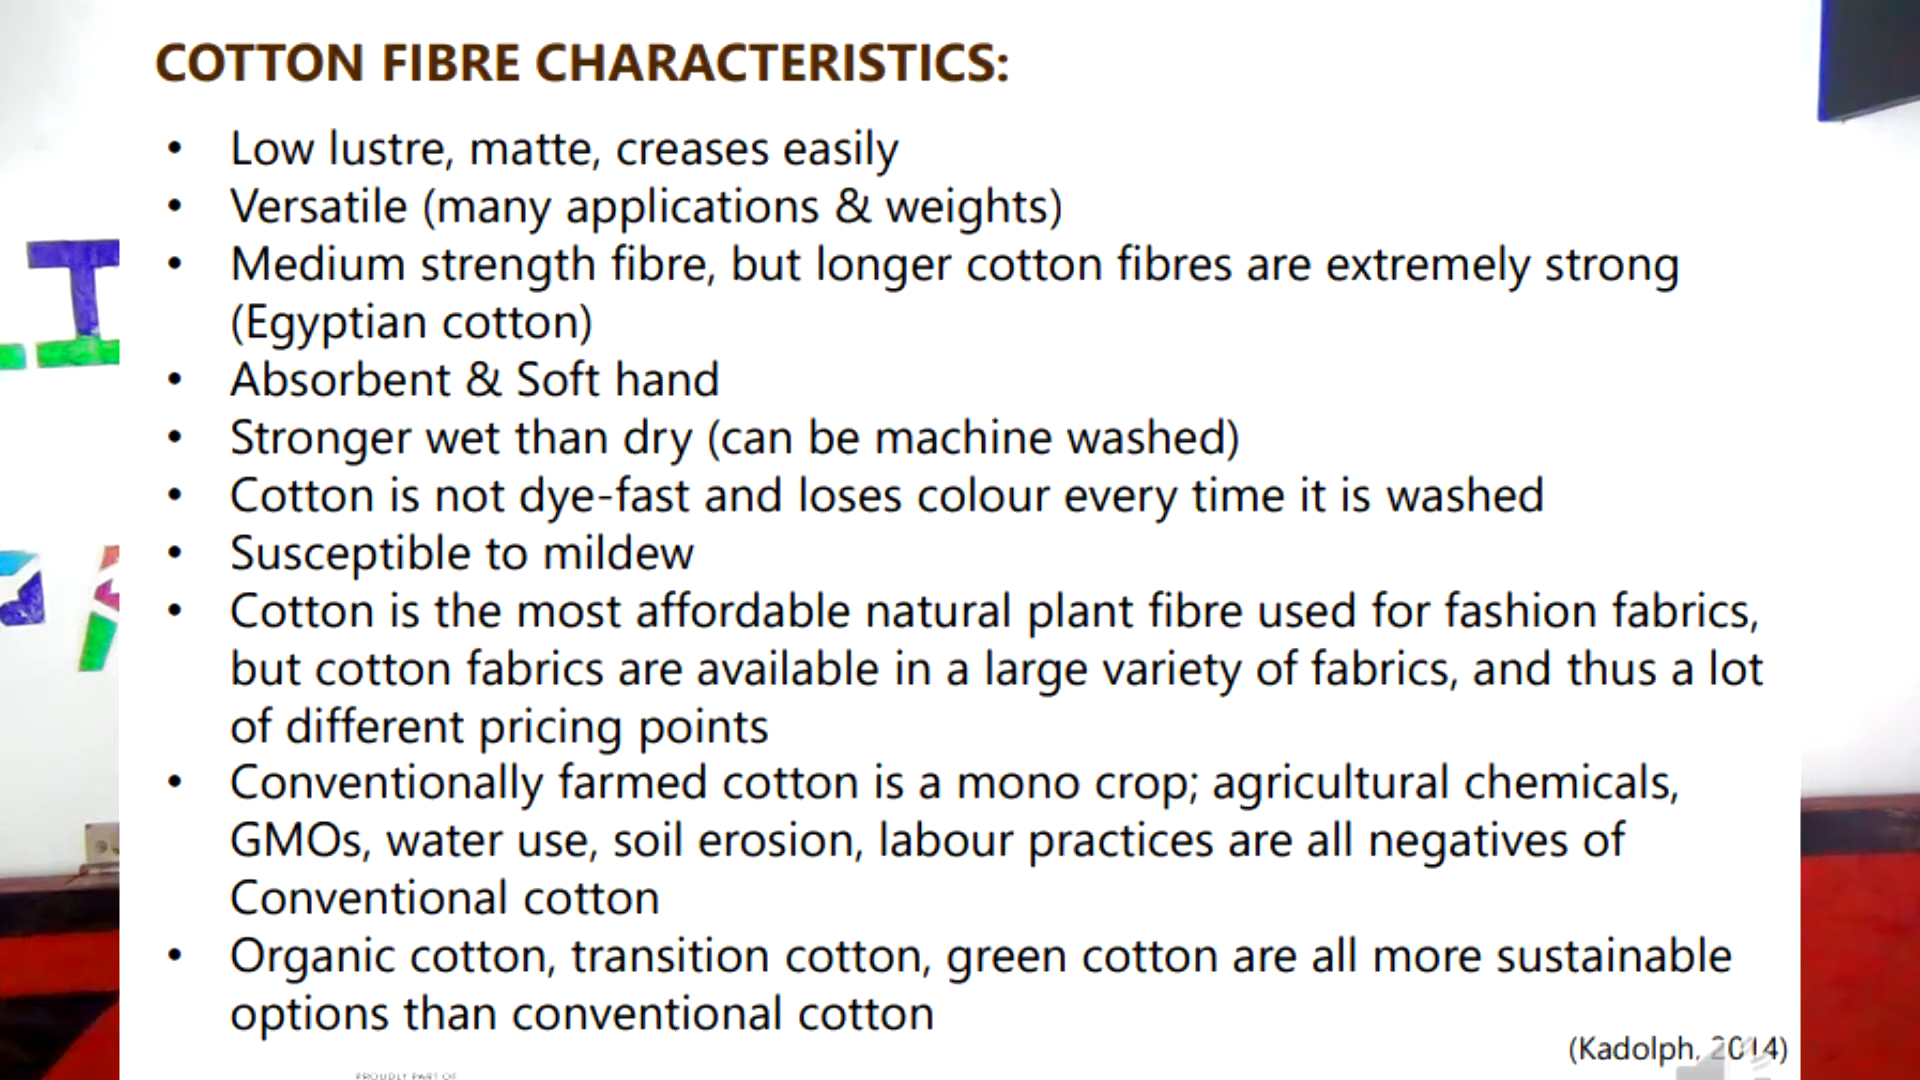 COTTON FIBRE CHARACTERISTICS:
• Low lustre, matte, creases easily
• Versatile (many applications & weights)
• Medium strength fibre, but longer cotton fibres are extremely strong
(Egyptian cotton)
• Absorbent & Soft hand
• Stronger wet than dry (can be machine washed)
• Cotton is not dye-fast and loses colour every time it is washed
• Susceptible to mildew
• Cotton is the most affordable natural plant fibre used for fashion fabrics,
but cotton fabrics are available in a large variety of fabrics, and thus a lot
of different pricing points
• Conventionally farmed cotton is a mono crop; agricultural chemicals,
GMOs, water use, soil erosion, labour practices are all negatives of
Conventional cotton
• Organic cotton, transition cotton, green cotton are all more sustainable
options than conventional cotton
(Kadolph, 2014)
PROUDLY PART OF